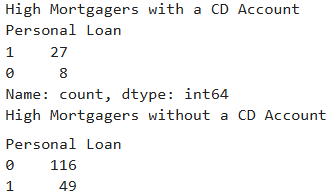 High Mortgagers with a CD Account
Personal Loan
1    27
0     8
Name: count, dtype: int64
High Mortgagers without a CD Account
Personal Loan
0    116
1     49